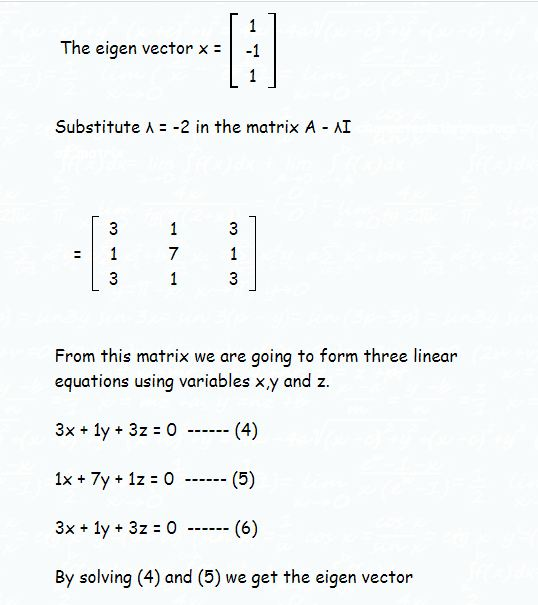 The eigen vector x = [ 1
-1
1 ]
Substitute ʎ = -2 in the matrix A - ʎI
= [ 3 1 3
1 7 1
3 1 3 ]
From this matrix we are going to form three linear
equations using variables x,y and z.
3x + 1y + 3z = 0 ------ (4)
1x + 7y + 1z = 0 ------ (5)
3x + 1y + 3z = 0 ------ (6)
By solving (4) and (5) we get the eigen vector